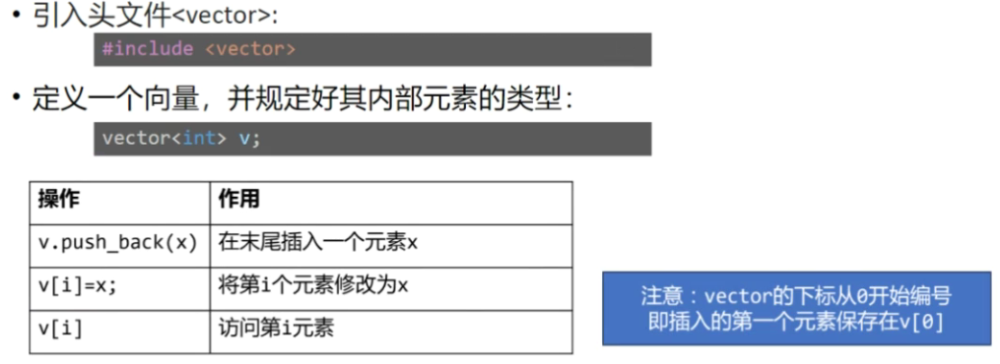 • 引入头文件<vector>:
#include <vector>
• 定义一个向量，并规定好其内部元素的类型：
vector<int> v;
操作 作用
v.push_back(x) 在末尾插入一个元素x
v[i]=x; 将第i个元素修改为x
v[i] 访问第i元素
注意：vector的下标从0开始编号
即插入的第一个元素保存在v[0]